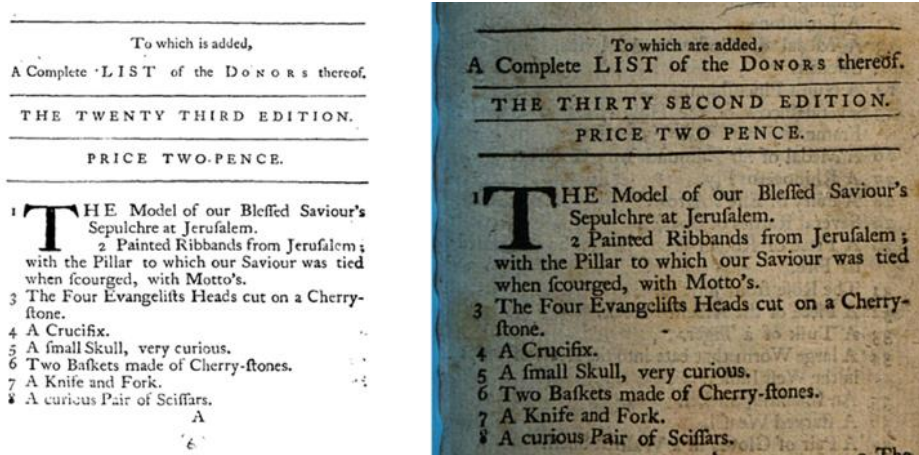 To which is added,
A Complete LIST of the DONORS thereof.
THE TWENTY THIRD EDITION.
PRICE TWO-PENCE.
1 THE Model of our Bleſſed Saviour's
Sepulchre at Jeruſalem.
2 Painted Ribbands from Jeruſalem;
with the Pillar to which our Saviour was tied
when ſcourged, with Motto's.
3 The Four Evangeliſts Heads cut on a Cherry-
ſtone.
4 A Crucifix.
5 A ſmall Skull, very curious.
6 Two Baſkets made of Cherry-ſtones.
7 A Knife and Fork.
8 A curious Pair of Sciſſars.
A
6
To which are added,
A Complete LIST of the DONORS thereof.
THE THIRTY SECOND EDITION.
PRICE TWO PENCE.
1 THE Model of our Bleſſed Saviour's
Sepulchre at Jeruſalem.
2 Painted Ribbands from Jeruſalem;
with the Pillar to which our Saviour was tied
when ſcourged, with Motto's.
3 The Four Evangeliſts Heads cut on a Cherry-
ſtone.
4 A Crucifix.
5 A ſmall Skull, very curious.
6 Two Baſkets made of Cherry-ſtones.
7 A Knife and Fork.
8 A curious Pair of Sciſſars.